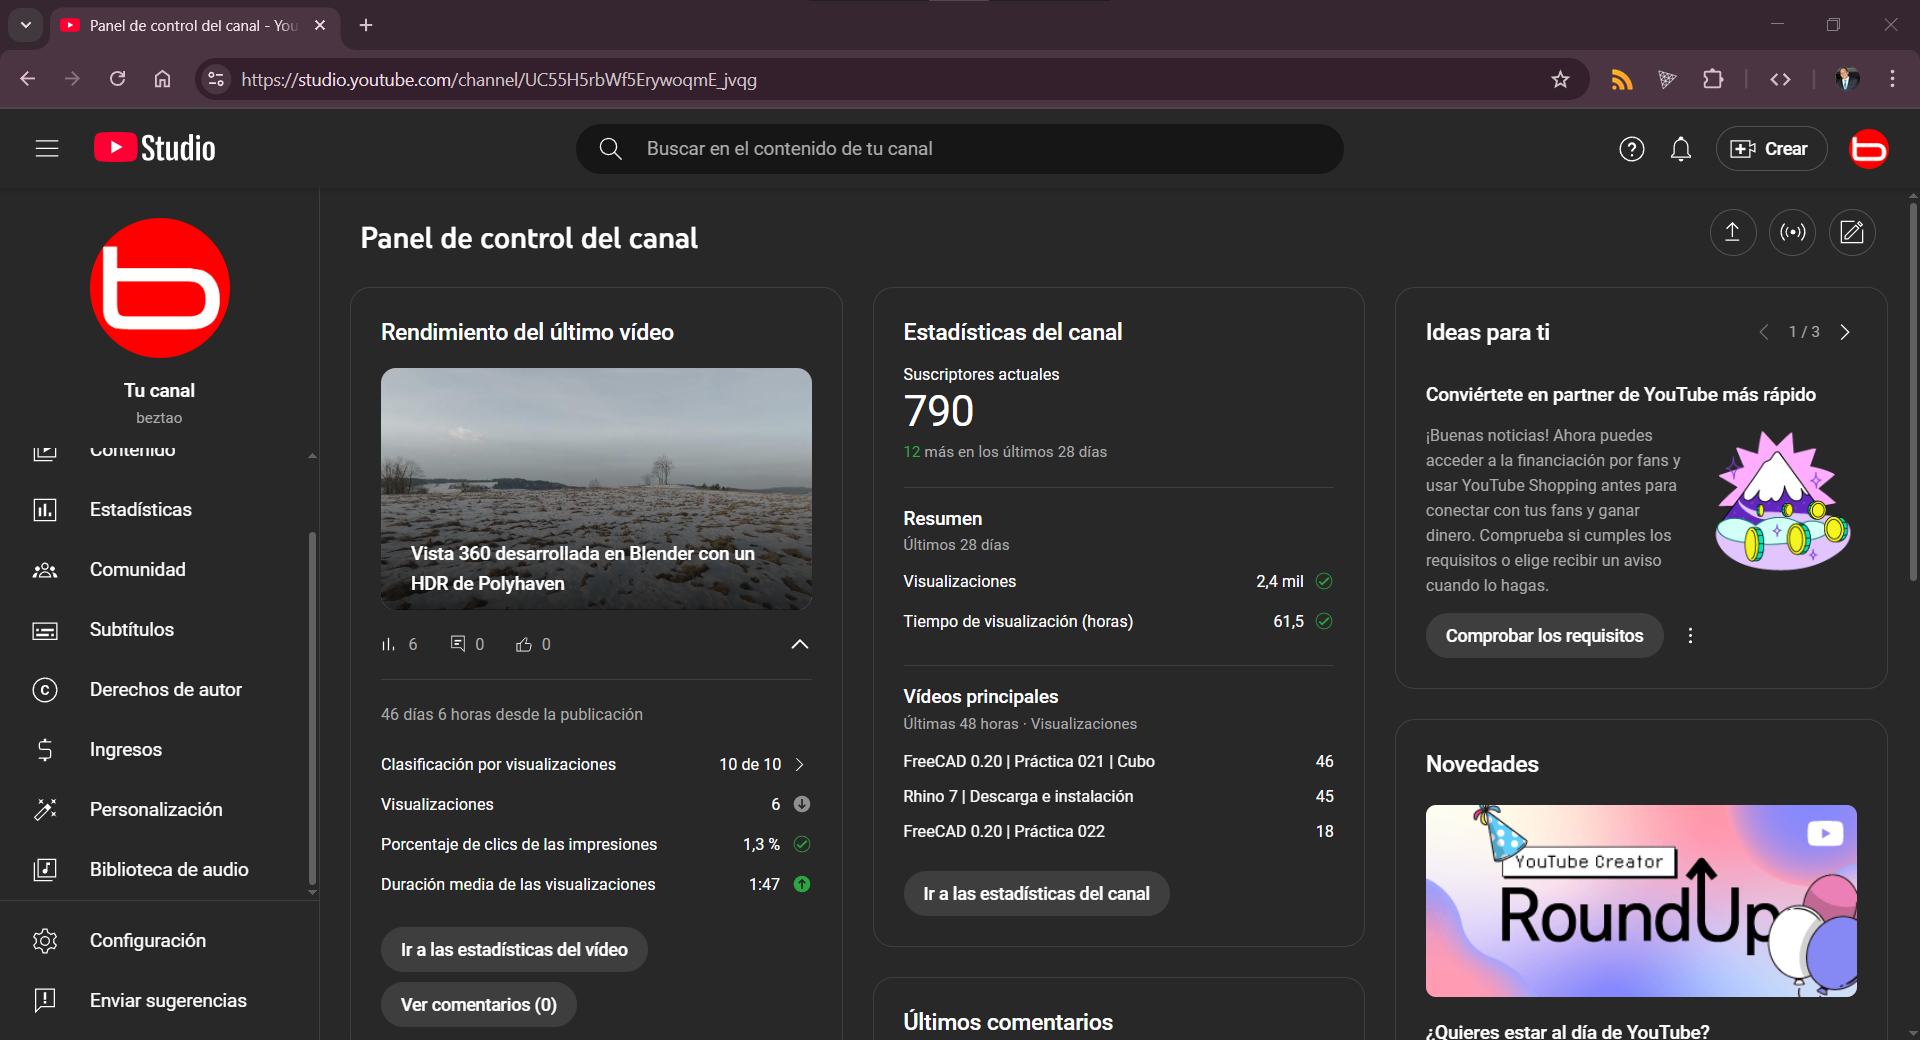 Panel de control del canal - You
https://studio.youtube.com/channel/UC55H5rbWf5ErywoqmE_jvqg
Studio
Buscar en el contenido de tu canal
Crear
Tu canal
beztao
Contenido
Estadísticas
Comunidad
Subtítulos
Derechos de autor
Ingresos
Personalización
Biblioteca de audio
Configuración
Enviar sugerencias
Panel de control del canal
Rendimiento del último vídeo
Vista 360 desarrollada en Blender con un
HDR de Polyhaven
6 0 0
46 días 6 horas desde la publicación
Clasificación por visualizaciones 10 de 10
Visualizaciones 6
Porcentaje de clics de las impresiones 1,3 %
Duración media de las visualizaciones 1:47
Ir a las estadísticas del vídeo
Ver comentarios (0)
Estadísticas del canal
Suscriptores actuales
790
12 más en los últimos 28 días
Resumen
Últimos 28 días
Visualizaciones 2,4 mil
Tiempo de visualización (horas) 61,5
Vídeos principales
Últimas 48 horas · Visualizaciones
FreeCAD 0.20 | Práctica 021 | Cubo 46
Rhino 7 | Descarga e instalación 45
FreeCAD 0.20 | Práctica 022 18
Ir a las estadísticas del canal
Últimos comentarios
Ideas para ti
1 / 3
Conviértete en partner de YouTube más rápido
¡Buenas noticias! Ahora puedes
acceder a la financiación por fans y
usar YouTube Shopping antes para
conectar con tus fans y ganar
dinero. Comprueba si cumples los
requisitos o elige recibir un aviso
cuando lo hagas.
Comprobar los requisitos
Novedades
YouTube Creator
RoundUp
¿Quieres estar al día de YouTube?